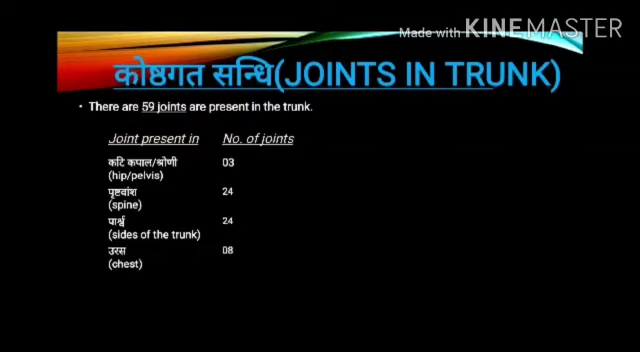 Made with KINEMASTER
कोष्ठगत सन्धि(JOINTS IN TRUNK)
• There are 59 joints are present in the trunk.
Joint present in No. of joints
कटि कपाल/श्रोणी 03
(hip/pelvis)
पृष्टवांश 24
(spine)
पार्श्व 24
(sides of the trunk)
उरस 08
(chest)